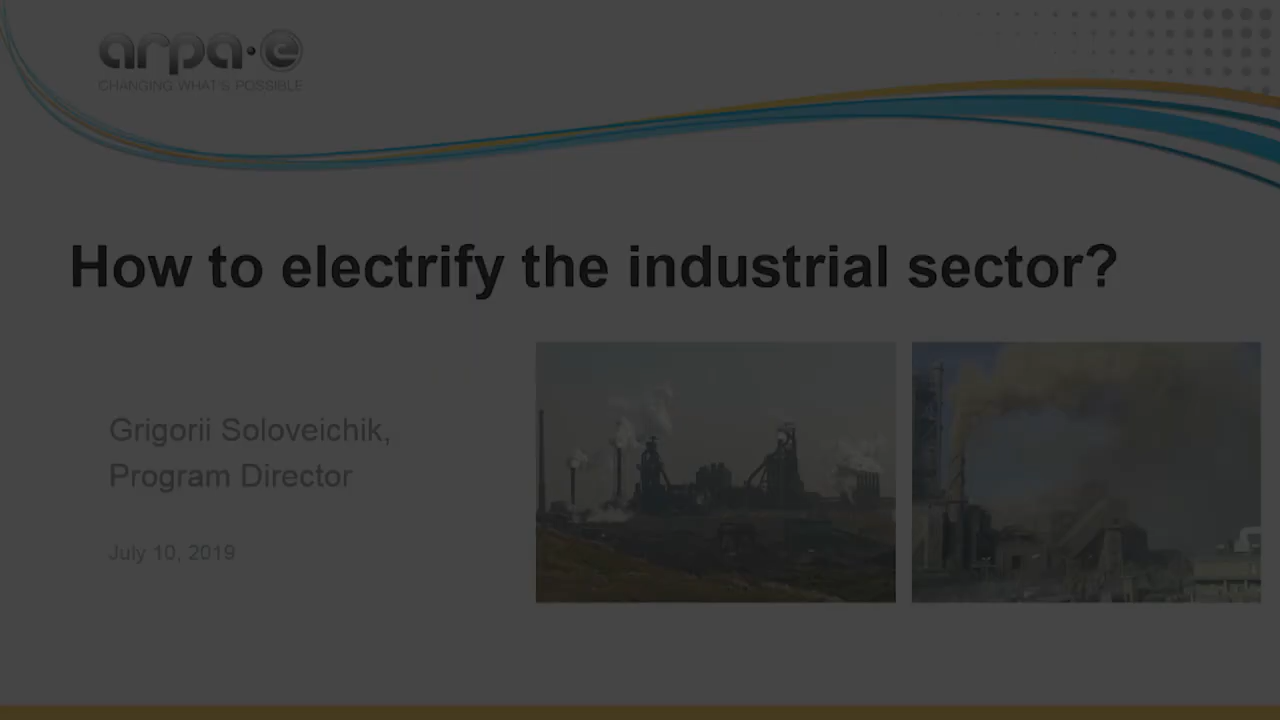 arpa·e
CHANGING WHAT'S POSSIBLE
How to electrify the industrial sector?
Grigorii Soloveichik,
Program Director
July 10, 2019